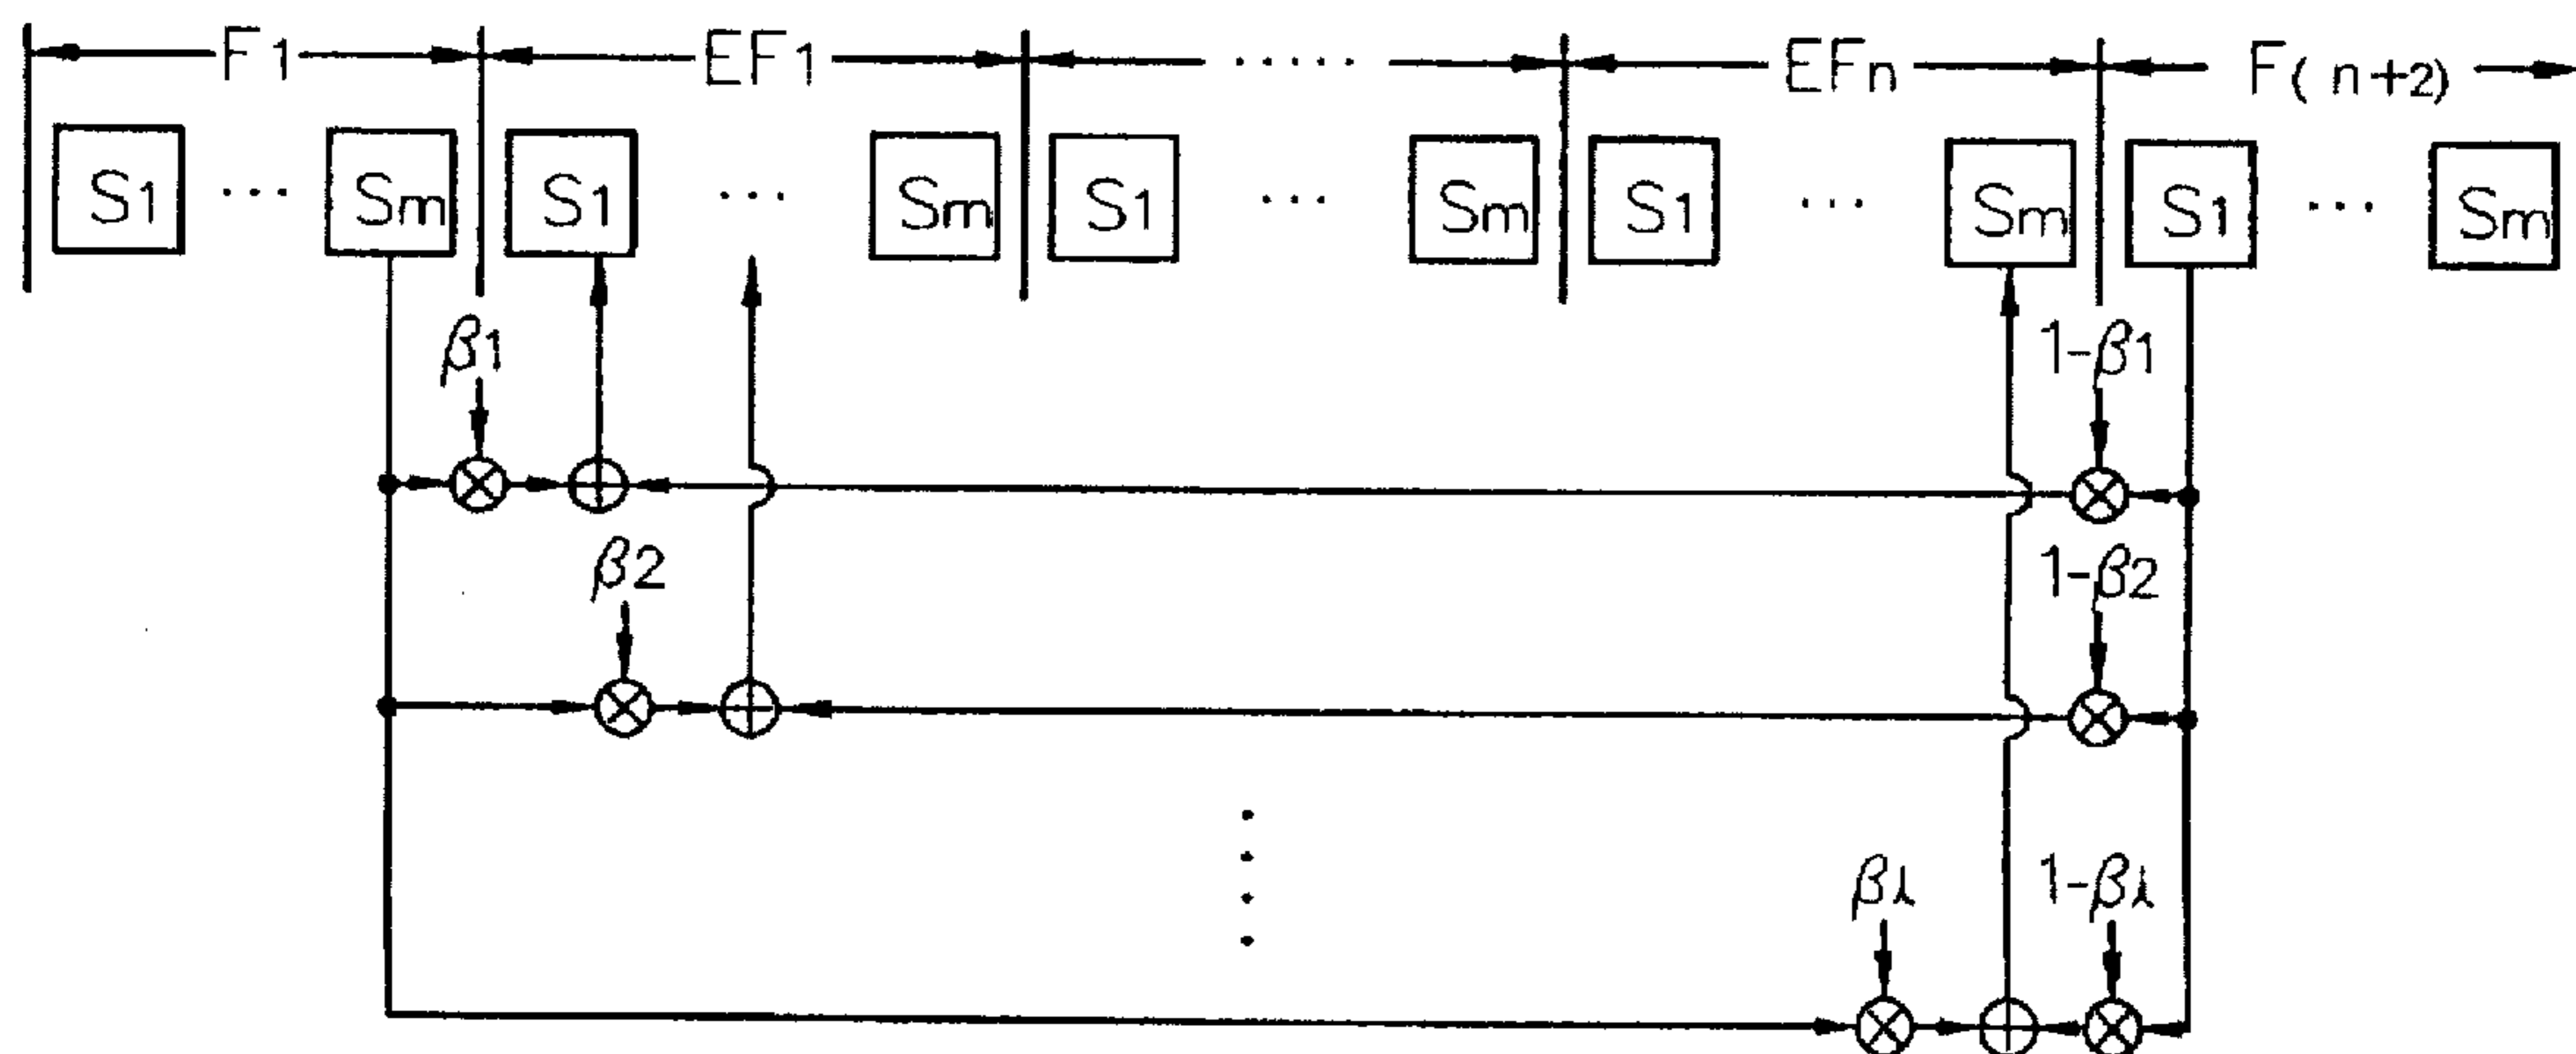 F1 EF1 ..... EFn F(n+2)
S1 ... Sm S1 ... Sm S1 ... Sm S1 ... Sm S1 ... Sm
β1 1-β1
β2 1-β2
βλ 1-βλ